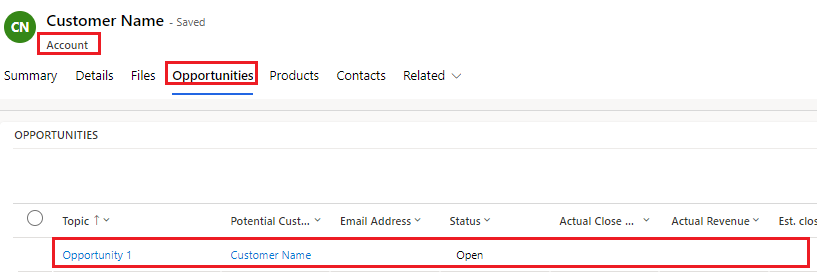 CN
Customer Name - Saved
Account
Summary Details Files Opportunities Products Contacts Related
OPPORTUNITIES
Topic ↑ Potential Cust... Email Address Status Actual Close ... Actual Revenue Est. clos
Opportunity 1 Customer Name Open